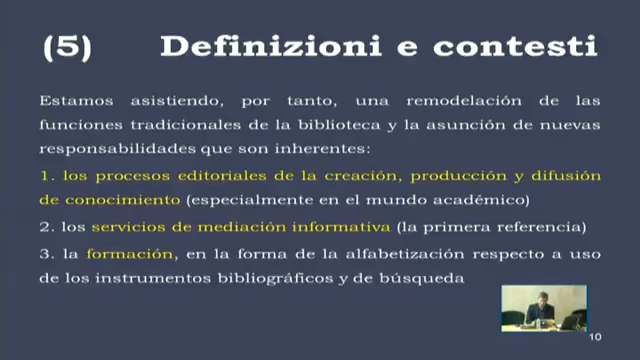 (5) Definizioni e contesti
Estamos asistiendo, por tanto, una remodelación de las
funciones tradicionales de la biblioteca y la asunción de nuevas
responsabilidades que son inherentes:
1. los procesos editoriales de la creación, producción y difusión
de conocimiento (especialmente en el mundo académico)
2. los servicios de mediación informativa (la primera referencia)
3. la formación, en la forma de la alfabetización respecto a uso
de los instrumentos bibliográficos y de búsqueda
10